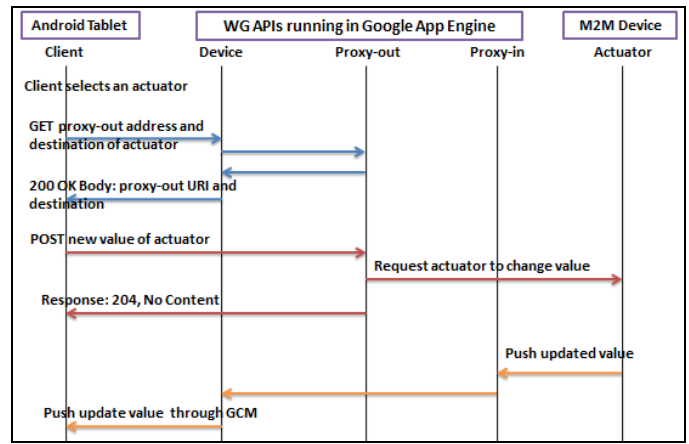 Android Tablet
WG APIs running in Google App Engine
M2M Device
Client
Device
Proxy-out
Proxy-in
Actuator
Client selects an actuator
GET proxy-out address and
destination of actuator
200 OK Body: proxy-out URI and
destination
POST new value of actuator
Request actuator to change value
Response: 204, No Content
Push updated value
Push update value through GCM